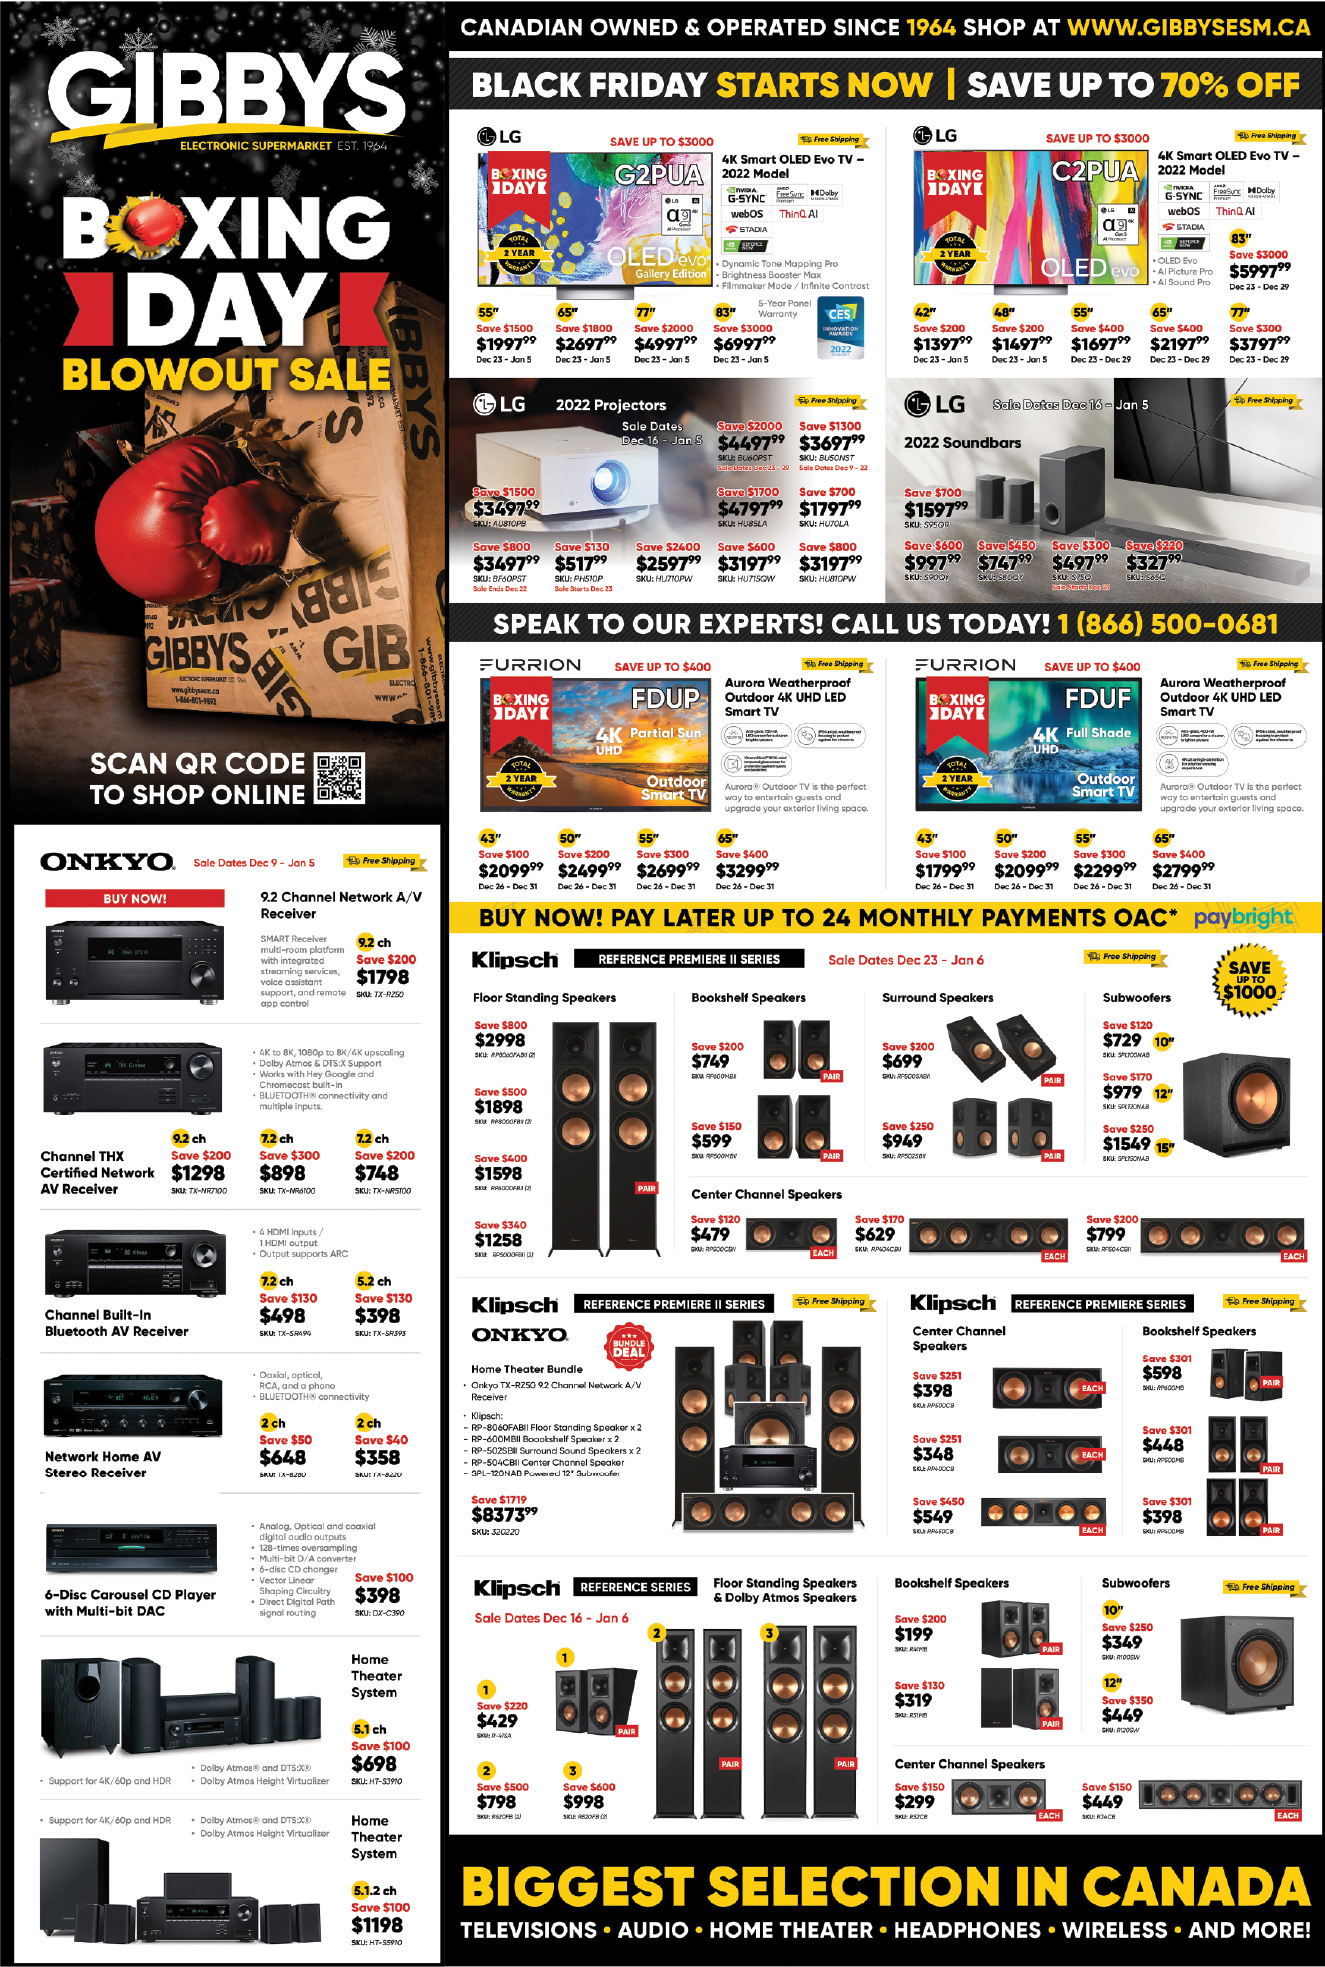 GIBBYS
ELECTRONIC SUPERMARKET EST. 1964
BOXING
DAY
BLOWOUT SALE
SCAN QR CODE
TO SHOP ONLINE
CANADIAN OWNED & OPERATED SINCE 1964 SHOP AT WWW.GIBBYSESM.CA
BLACK FRIDAY STARTS NOW | SAVE UP TO 70% OFF
LG
SAVE UP TO $3000
Free Shipping
BOXING DAY
G2PUA
OLED evo
Gallery Edition
TOTAL 2 YEAR WARRANTY
4K Smart OLED Evo TV –
2022 Model
NVIDIA G-SYNC AMD FreeSync Premium Dolby
webOS ThinQ AI
STADIA
GEFORCE NOW
• Dynamic Tone Mapping Pro
• Brightness Booster Max
• Filmmaker Mode / Infinite Contrast
5-Year Panel
Warranty
CES INNOVATION AWARDS 2022
55" 65" 77" 83"
Save $1500 Save $1800 Save $2000 Save $3000
$1997.99 $2697.99 $4997.99 $6997.99
Dec 23 - Jan 5 Dec 23 - Jan 5 Dec 23 - Jan 5 Dec 23 - Jan 5
LG
SAVE UP TO $3000
Free Shipping
BOXING DAY
C2PUA
OLED evo
TOTAL 2 YEAR WARRANTY
4K Smart OLED Evo TV –
2022 Model
NVIDIA G-SYNC AMD FreeSync Premium Dolby
webOS ThinQ AI
STADIA
GEFORCE NOW
• OLED Evo
• AI Picture Pro
• AI Sound Pro
83"
Save $3000
$5997.99
Dec 23 - Dec 29
42" 48" 55" 65" 77"
Save $200 Save $200 Save $400 Save $400 Save $300
$1397.99 $1497.99 $1697.99 $2197.99 $3797.99
Dec 23 - Jan 5 Dec 23 - Jan 5 Dec 23 - Dec 29 Dec 23 - Dec 29 Dec 23 - Dec 29
LG 2022 Projectors
Free Shipping
Sale Dates
Dec 16 - Jan 5
Save $2000 Save $1300
$4497.99 $3697.99
SKU: BU60PST SKU: BU50NST
Sale Dates Dec 23 - 29 Sale Dates Dec 9 - 22
Save $1500 Save $1700 Save $700
$3497.99 $4797.99 $1797.99
SKU: AU810PB SKU: HU85LA SKU: HU70LA
Save $800 Save $130 Save $2400 Save $600 Save $800
$3497.99 $517.99 $2597.99 $3197.99 $3197.99
SKU: BF60PST SKU: PH510P SKU: HU710PW SKU: HU715QW SKU: HU810PW
Sale Ends Dec 22 Sale Starts Dec 23
LG Sale Dates Dec 16 - Jan 5
Free Shipping
2022 Soundbars
Save $700
$1597.99
SKU: S95QR
Save $600 Save $450 Save $300 Save $220
$997.99 $747.99 $497.99 $327.99
SKU: S90QY SKU: S80QY SKU: S75Q SKU: S65Q
SPEAK TO OUR EXPERTS! CALL US TODAY! 1 (866) 500-0681
FURRION SAVE UP TO $400
Free Shipping
BOXING DAY
FDUP
4K UHD Partial Sun
Outdoor
Smart TV
TOTAL 2 YEAR WARRANTY
Aurora Weatherproof
Outdoor 4K UHD LED
Smart TV
Aurora® Outdoor TV is the perfect
way to entertain guests and
upgrade your exterior living space.
43" 50" 55" 65"
Save $100 Save $200 Save $300 Save $400
$2099.99 $2499.99 $2699.99 $3299.99
Dec 26 - Dec 31 Dec 26 - Dec 31 Dec 26 - Dec 31 Dec 26 - Dec 31
FURRION SAVE UP TO $400
Free Shipping
BOXING DAY
FDUF
4K UHD Full Shade
Outdoor
Smart TV
TOTAL 2 YEAR WARRANTY
Aurora Weatherproof
Outdoor 4K UHD LED
Smart TV
Aurora® Outdoor TV is the perfect
way to entertain guests and
upgrade your exterior living space.
43" 50" 55" 65"
Save $100 Save $200 Save $300 Save $400
$1799.99 $2099.99 $2299.99 $2799.99
Dec 26 - Dec 31 Dec 26 - Dec 31 Dec 26 - Dec 31 Dec 26 - Dec 31
BUY NOW! PAY LATER UP TO 24 MONTHLY PAYMENTS OAC* paybright
ONKYO Sale Dates Dec 9 - Jan 5 Free Shipping
BUY NOW!
9.2 Channel Network A/V
Receiver
SMART Receiver
multi-room platform
with integrated
streaming services,
voice assistant
support, and remote
app control
9.2 ch
Save $200
$1798
SKU: TX-RZ50
• 4K to 8K, 1080p to 8K/4K upscaling
• Dolby Atmos & DTS:X Support
• Works with Hey Google and
Chromecast built-in
• BLUETOOTH® connectivity and
multiple inputs.
Channel THX
Certified Network
AV Receiver
9.2 ch 7.2 ch 7.2 ch
Save $200 Save $300 Save $200
$1298 $898 $748
SKU: TX-NR7100 SKU: TX-NR6100 SKU: TX-NR5100
• 4 HDMI inputs /
1 HDMI output
• Output supports ARC
Channel Built-In
Bluetooth AV Receiver
7.2 ch 5.2 ch
Save $130 Save $130
$498 $398
SKU: TX-SR494 SKU: TX-SR393
• Coaxial, optical,
RCA, and a phono
• BLUETOOTH® connectivity
Network Home AV
Stereo Receiver
2 ch 2 ch
Save $50 Save $40
$648 $358
SKU: TX-8260 SKU: TX-8220
• Analog, Optical and coaxial
digital audio outputs
• 128-times oversampling
• Multi-bit D/A converter
• 6-disc CD changer
• Vector Linear
Shaping Circuitry
• Direct Digital Path
signal routing
6-Disc Carousel CD Player
with Multi-bit DAC
Save $100
$398
SKU: DX-C390
Home
Theater
System
5.1 ch
Save $100
$698
SKU: HT-S3910
• Support for 4K/60p and HDR
• Dolby Atmos® and DTS:X®
• Dolby Atmos Height Virtualizer
• Support for 4K/60p and HDR
• Dolby Atmos® and DTS:X®
• Dolby Atmos Height Virtualizer
Home
Theater
System
5.1.2 ch
Save $100
$1198
SKU: HT-S5910
Klipsch REFERENCE PREMIERE II SERIES Sale Dates Dec 23 - Jan 6 Free Shipping
SAVE UP TO $1000
Floor Standing Speakers
Save $800
$2998
SKU: RP8060FABII (2)
Save $500
$1898
SKU: RP8000FBII (2)
Save $400
$1598
SKU: RP6000FBII (2)
Save $340
$1258
SKU: RP5000FBII (2)
PAIR
Bookshelf Speakers
Save $200
$749
SKU: RP600MBII
PAIR
Save $150
$599
SKU: RP500MBII
PAIR
Surround Speakers
Save $200
$699
SKU: RP500SABII
PAIR
Save $250
$949
SKU: RP502SBII
PAIR
Subwoofers
Save $120
$729 10"
SKU: SPL100NAB
Save $170
$979 12"
SKU: SPL120NAB
Save $250
$1549 15"
SKU: SPL150NAB
Center Channel Speakers
Save $120
$479
SKU: RP500CBII
EACH
Save $170
$629
SKU: RP404CBII
EACH
Save $200
$799
SKU: RP504CBII
EACH
Klipsch REFERENCE PREMIERE II SERIES Free Shipping
ONKYO
BUNDLE DEAL
Home Theater Bundle
• Onkyo TX-RZ50 9.2 Channel Network A/V
Receiver
• Klipsch:
- RP-8060FABII Floor Standing Speaker x 2
- RP-600MBII Boookshelf Speaker x 2
- RP-502SBII Surround Sound Speakers x 2
- RP-504CBII Center Channel Speaker
- SPL-120NAB Powered 12" Subwoofer
Save $1719
$8373.99
SKU: 320220
Klipsch REFERENCE PREMIERE SERIES Free Shipping
Center Channel
Speakers
Save $251
$398
SKU: RP500CB
EACH
Save $251
$348
SKU: RP400CB
EACH
Save $450
$549
SKU: RP450CB
EACH
Bookshelf Speakers
Save $301
$598
SKU: RP600MB
PAIR
Save $301
$448
SKU: RP500MB
PAIR
Save $301
$398
SKU: RP400MB
PAIR
Klipsch REFERENCE SERIES
Sale Dates Dec 16 - Jan 6
Floor Standing Speakers
& Dolby Atmos Speakers
1
Save $220
$429
SKU: R-41SA
1
PAIR
2
PAIR
3
PAIR
2
Save $500
$798
SKU: R620FB (2)
3
Save $600
$998
SKU: R820FB (2)
Bookshelf Speakers
Save $200
$199
SKU: R41MB
PAIR
Save $130
$319
SKU: R51MB
PAIR
Subwoofers
Free Shipping
10"
Save $250
$349
SKU: R100SW
12"
Save $350
$449
SKU: R120SW
Center Channel Speakers
Save $150
$299
SKU: R52CB
EACH
Save $150
$449
SKU: R34CB
EACH
BIGGEST SELECTION IN CANADA
TELEVISIONS • AUDIO • HOME THEATER • HEADPHONES • WIRELESS • AND MORE!